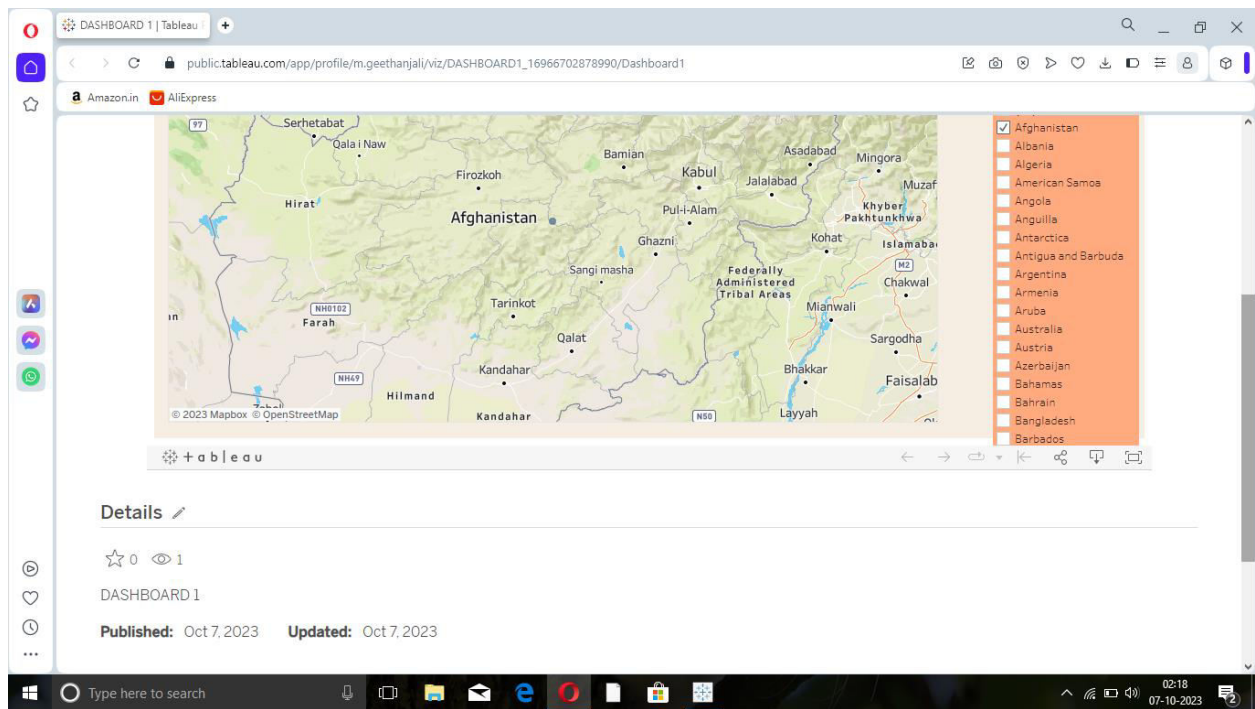 DASHBOARD 1 | Tableau
public.tableau.com/app/profile/m.geethanjali/viz/DASHBOARD1_16966702878990/Dashboard1
a Amazon.in AliExpress
97
Serhetabat
Qala i Naw
Firozkoh
Bamian
Kabul
Asadabad
Mingora
Jalalabad
Muzaf
Hirat
Afghanistan
Pul-i-Alam
Khyber
Pakhtunkhwa
Ghazni
Kohat
Islamaba
Sangi masha
Federally
Administered
Tribal Areas
M2
Chakwal
NH0102
Farah
Tarinkot
Mianwali
Qalat
Sargodha
Kandahar
Bhakkar
Faisalab
NH49
Hilmand
© 2023 Mapbox © OpenStreetMap
Kandahar
N50
Layyah
Afghanistan
Albania
Algeria
American Samoa
Angola
Anguilla
Antarctica
Antigua and Barbuda
Argentina
Armenia
Aruba
Australia
Austria
Azerbaijan
Bahamas
Bahrain
Bangladesh
Barbados
+ableau
Details
0 1
DASHBOARD 1
Published: Oct 7, 2023 Updated: Oct 7, 2023
Type here to search
02:18
07-10-2023
2